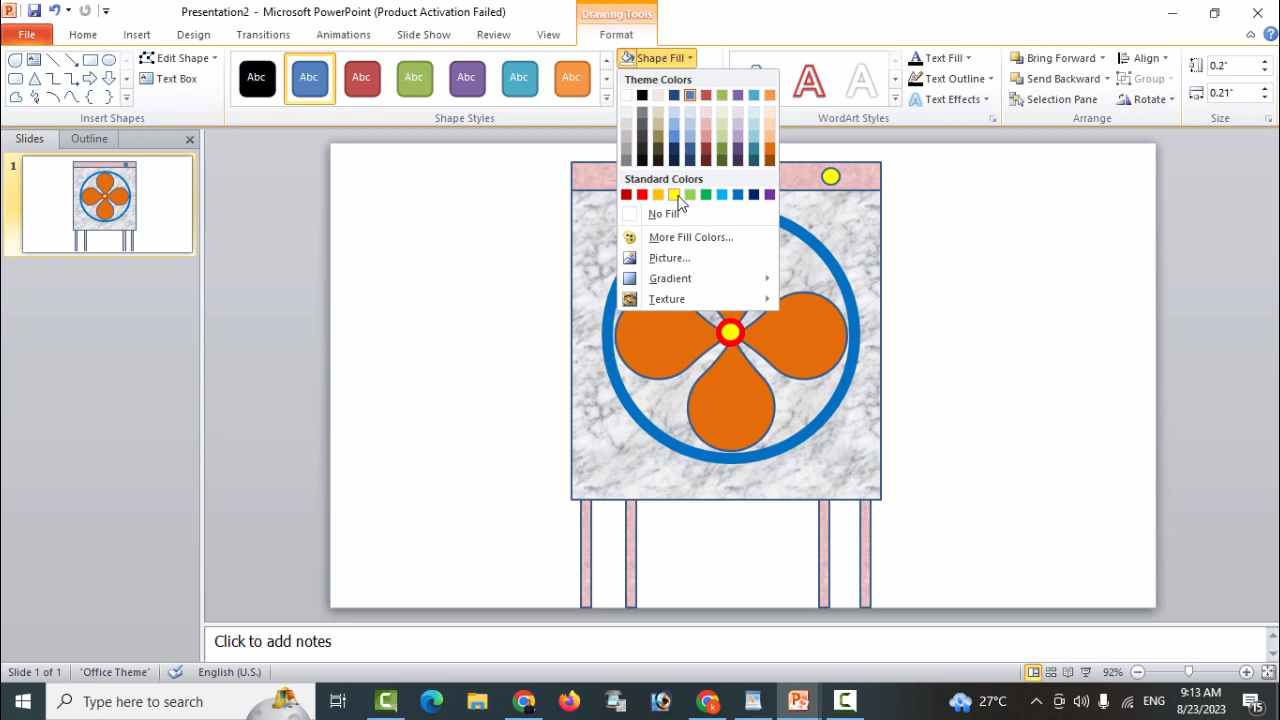 Presentation2 - Microsoft PowerPoint (Product Activation Failed)
Drawing Tools
File Home Insert Design Transitions Animations Slide Show Review View Format
Edit Shape
Text Box
Insert Shapes
Abc Abc Abc Abc Abc Abc Abc
Shape Styles
Shape Fill
Theme Colors
Standard Colors
No Fill
More Fill Colors...
Picture...
Gradient
Texture
A A
WordArt Styles
Text Fill
Text Outline
Text Effects
Bring Forward
Send Backward
Selection Pane
Align
Group
Rotate
Arrange
0.2"
0.21"
Size
Slides Outline
1
Click to add notes
Slide 1 of 1 "Office Theme" English (U.S.) 92%
Type here to search
27°C ENG 9:13 AM
8/23/2023
15